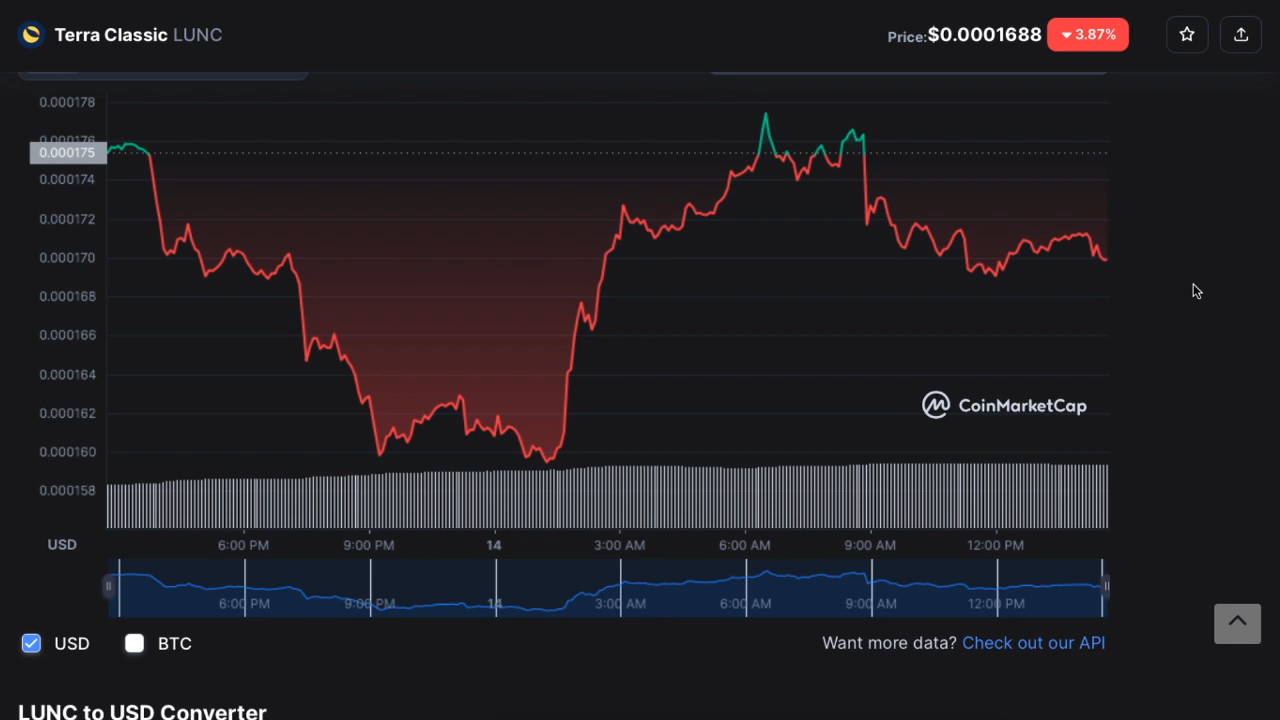 Terra Classic LUNC
Price:$0.0001688 3.87%
0.000178
0.000176
0.000175
0.000174
0.000172
0.000170
0.000168
0.000166
0.000164
0.000162
CoinMarketCap
0.000160
0.000158
USD 6:00 PM 9:00 PM 14 3:00 AM 6:00 AM 9:00 AM 12:00 PM
6:00 PM 9:00 PM 14 3:00 AM 6:00 AM 9:00 AM 12:00 PM
USD BTC Want more data? Check out our API
LUNC to USD Converter